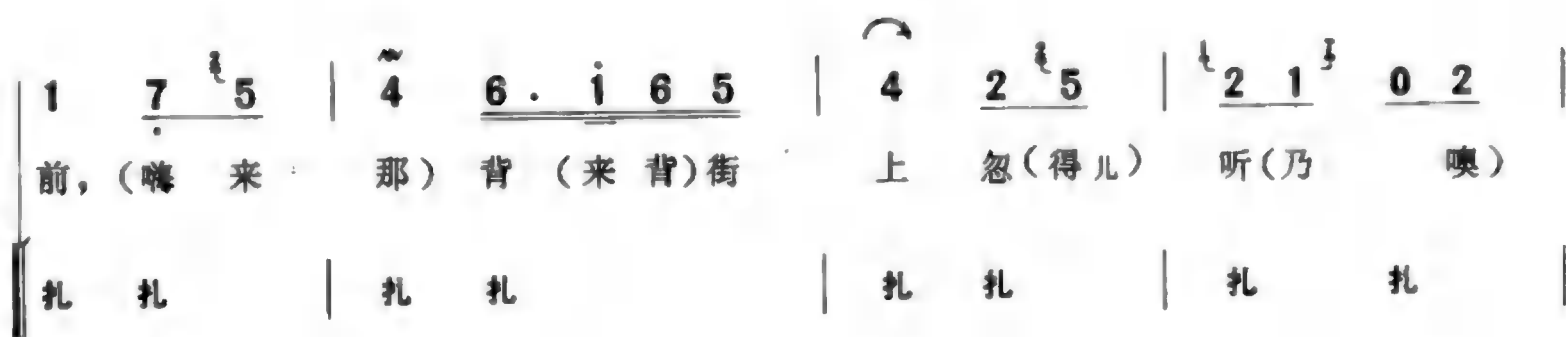 1 7 5 | 4 6 · 1 6 5 | 4 2 5 | 2 1 0 2 |
前，（嗨 来 那）背（来 背）街 上 忽（得儿） 听（乃 噢）
扎 扎 | 扎 扎 | 扎 扎 | 扎 扎 |